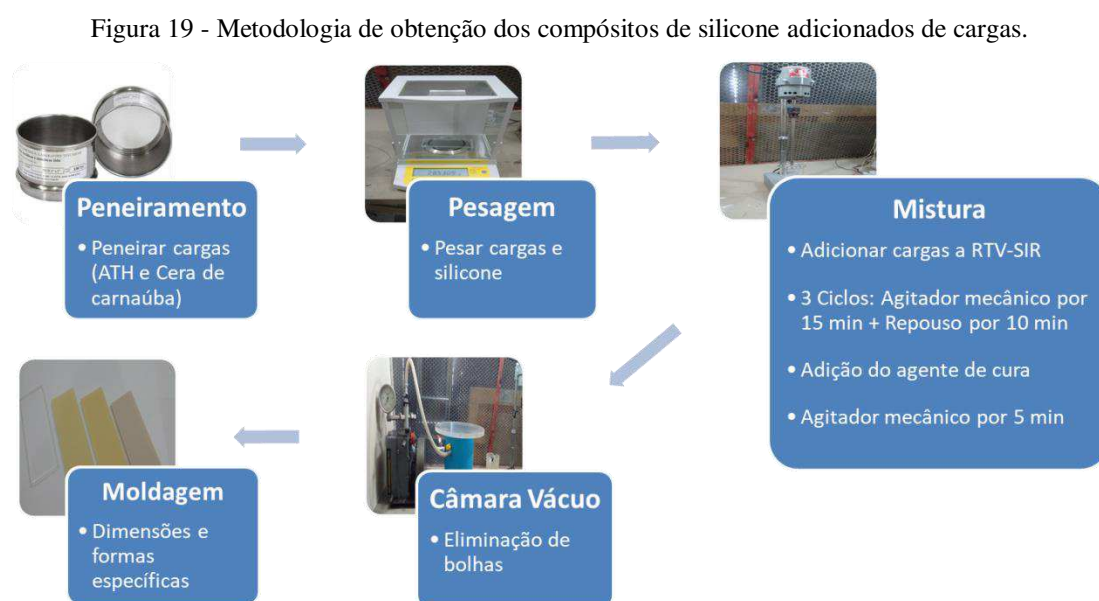 Figura 19 - Metodologia de obtenção dos compósitos de silicone adicionados de cargas.
Peneiramento
• Peneirar cargas
(ATH e Cera de
carnaúba)
Pesagem
• Pesar cargas e
silicone
Mistura
• Adicionar cargas a RTV-SIR
• 3 Ciclos: Agitador mecânico por
15 min + Repouso por 10 min
• Adição do agente de cura
• Agitador mecânico por 5 min
Câmara Vácuo
• Eliminação de
bolhas
Moldagem
• Dimensões e
formas
específicas